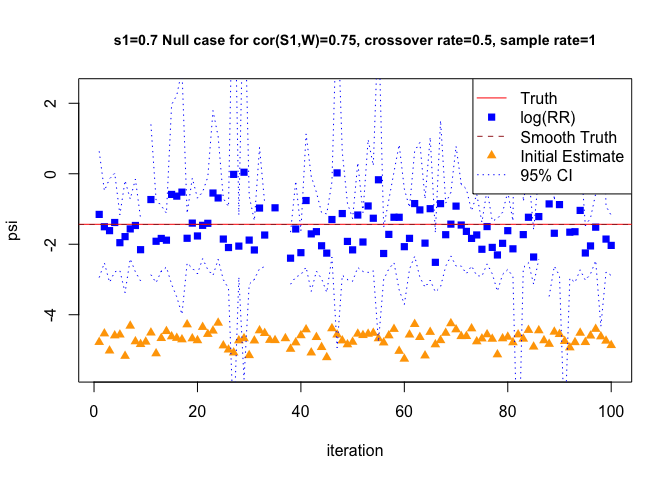 s1=0.7 Null case for cor(S1,W)=0.75, crossover rate=0.5, sample rate=1
Truth
log(RR)
Smooth Truth
Initial Estimate
95% CI
psi
2
0
-2
-4
0
20
40
60
80
100
iteration